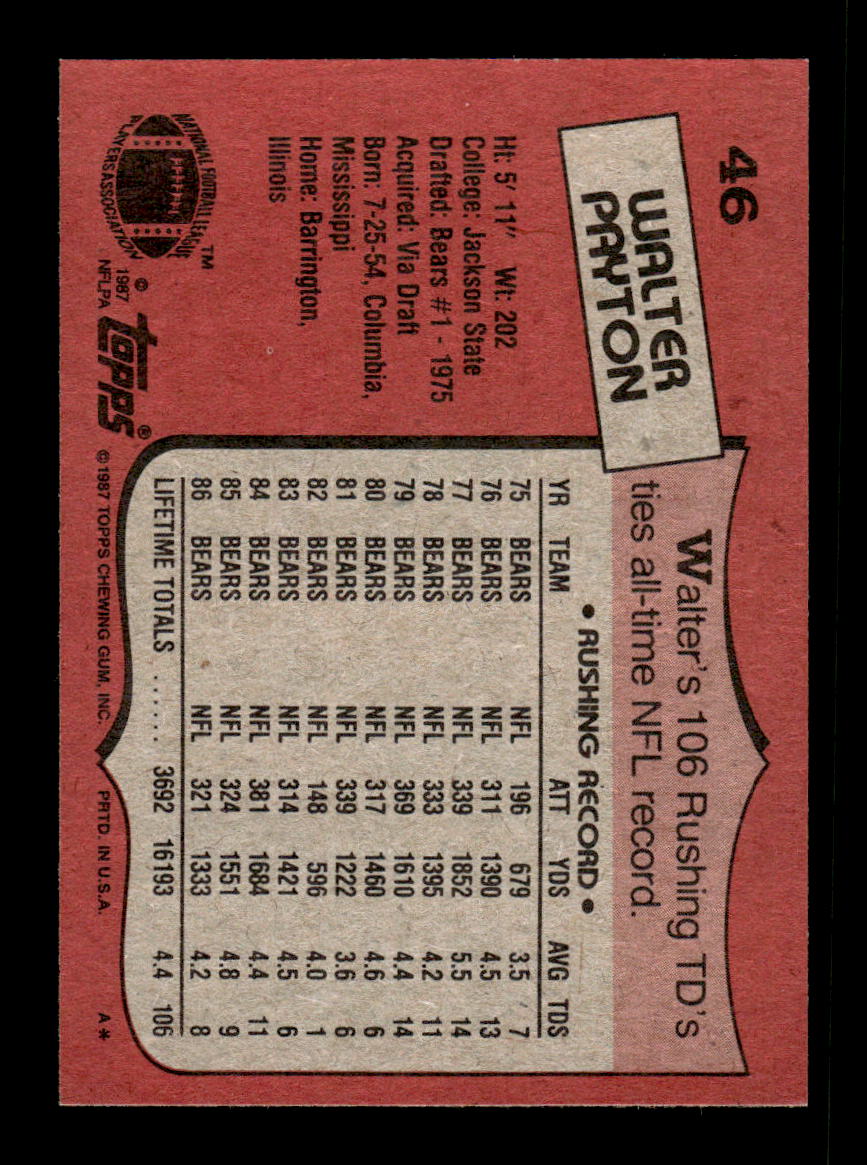 46
WALTER
PAYTON
Ht: 5' 11" Wt: 202
College: Jackson State
Drafted: Bears #1 - 1975
Acquired: Via Draft
Born: 7-25-54, Columbia,
Mississippi
Home: Barrington,
Illinois
NATIONAL FOOTBALL LEAGUE
PLAYERS ASSOCIATION
™
© 1987
NFLPA
topps®
Walter's 106 Rushing TD's
ties all-time NFL record.
• RUSHING RECORD •
YR TEAM ATT YDS AVG TDS
75 BEARS NFL 196 679 3.5 7
76 BEARS NFL 311 1390 4.5 13
77 BEARS NFL 339 1852 5.5 14
78 BEARS NFL 333 1395 4.2 11
79 BEARS NFL 369 1610 4.4 14
80 BEARS NFL 317 1460 4.6 6
81 BEARS NFL 339 1222 3.6 6
82 BEARS NFL 148 596 4.0 1
83 BEARS NFL 314 1421 4.5 6
84 BEARS NFL 381 1684 4.4 11
85 BEARS NFL 324 1551 4.8 9
86 BEARS NFL 321 1333 4.2 8
LIFETIME TOTALS ...... 3692 16193 4.4 106
©1987 TOPPS CHEWING GUM, INC. PRTD. IN U.S.A. A*